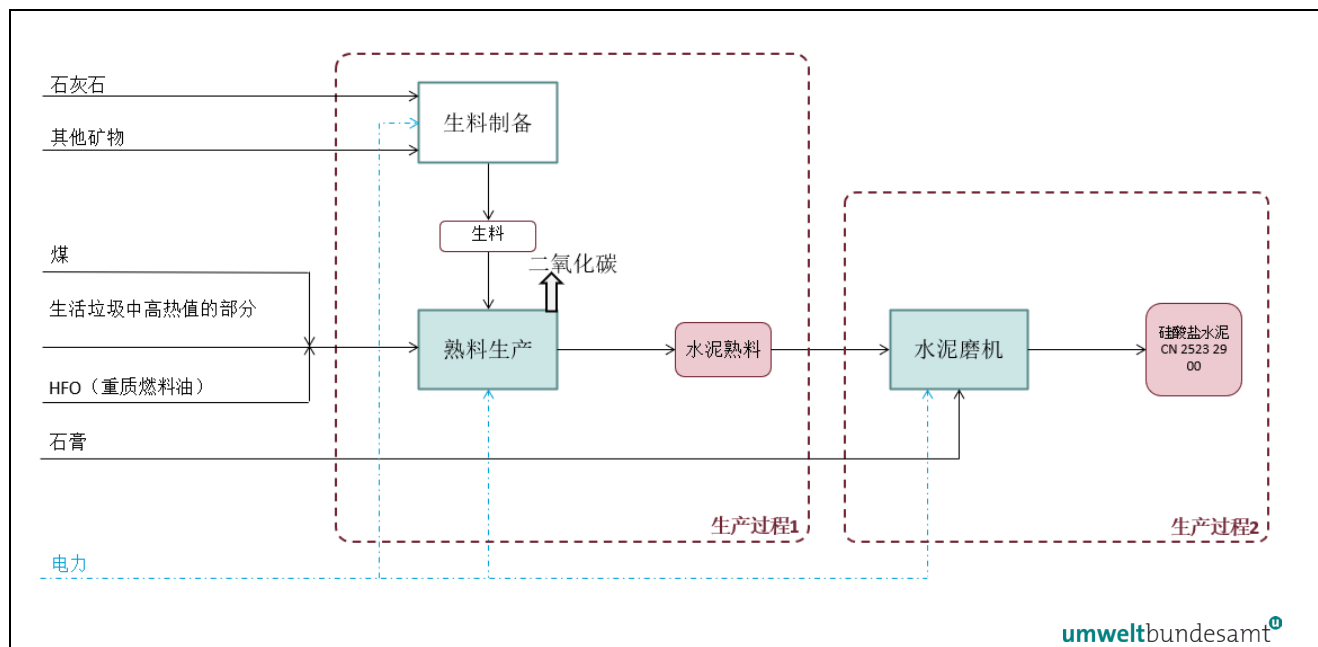 石灰石
其他矿物
生料制备
生料
煤
二氧化碳
生活垃圾中高热值的部分
熟料生产
水泥熟料
水泥磨机
硅酸盐水泥
CN 2523 29
00
HFO（重质燃料油）
石膏
生产过程1
生产过程2
电力
umweltbundesamt